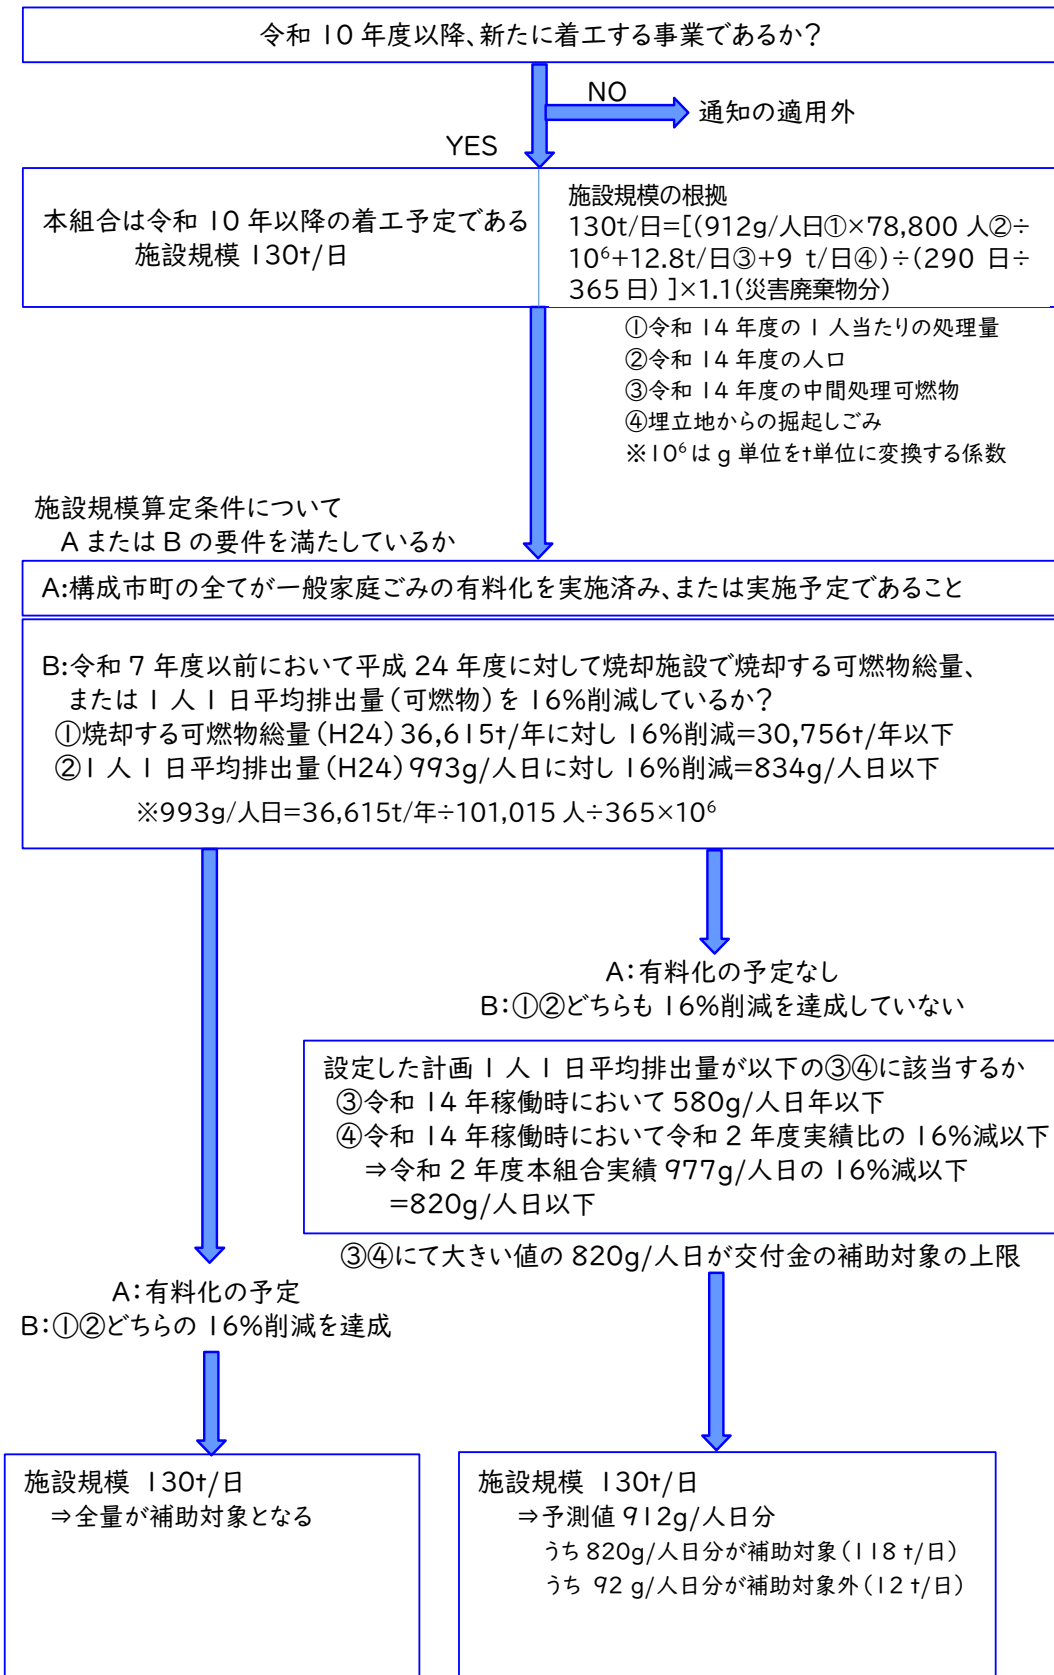 令和 10 年度以降、新たに着工する事業であるか？
NO
通知の適用外
YES
本組合は令和 10 年以降の着工予定である
施設規模 130t/日
施設規模の根拠
130t/日=[(912g/人日①×78,800 人②÷
10⁶+12.8t/日③+9 t/日④)÷(290 日÷
365 日) ]×1.1(災害廃棄物分)
①令和 14 年度の 1 人当たりの処理量
②令和 14 年度の人口
③令和 14 年度の中間処理可燃物
④埋立地からの掘起しごみ
※10⁶は g 単位をt単位に変換する係数
施設規模算定条件について
A または B の要件を満たしているか
A:構成市町の全てが一般家庭ごみの有料化を実施済み、または実施予定であること
B:令和 7 年度以前において平成 24 年度に対して焼却施設で焼却する可燃物総量、
または 1 人 1 日平均排出量(可燃物)を 16%削減しているか?
①焼却する可燃物総量(H24)36,615t/年に対し 16%削減=30,756t/年以下
②1 人 1 日平均排出量(H24)993g/人日に対し 16%削減=834g/人日以下
※993g/人日=36,615t/年÷101,015 人÷365×10⁶
A:有料化の予定なし
B:①②どちらも 16%削減を達成していない
設定した計画 1 人 1 日平均排出量が以下の③④に該当するか
③令和 14 年稼働時において 580g/人日年以下
④令和 14 年稼働時において令和 2 年度実績比の 16%減以下
⇒令和 2 年度本組合実績 977g/人日の 16%減以下
=820g/人日以下
③④にて大きい値の 820g/人日が交付金の補助対象の上限
A:有料化の予定
B:①②どちらの 16%削減を達成
施設規模 130t/日
⇒全量が補助対象となる
施設規模 130t/日
⇒予測値 912g/人日分
うち 820g/人日分が補助対象(118 t/日)
うち 92 g/人日分が補助対象外(12 t/日)